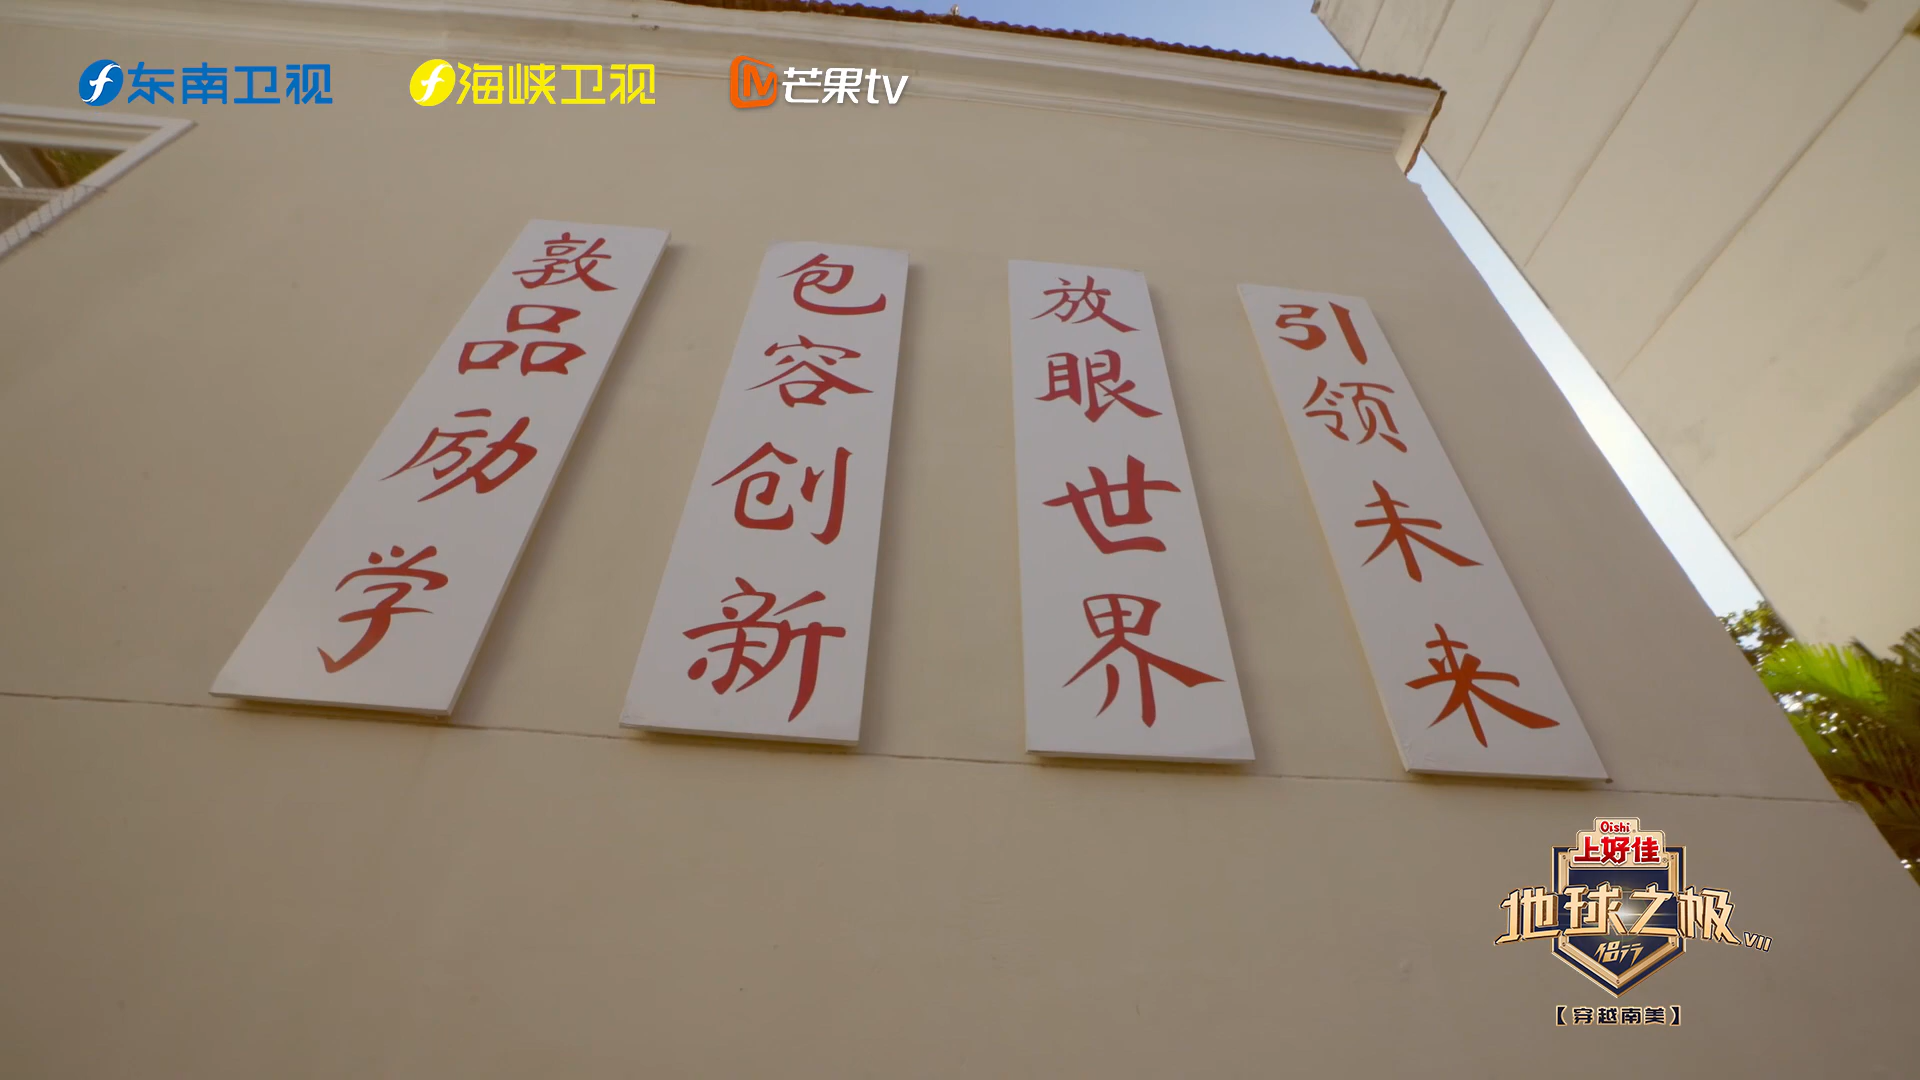 东南卫视
海峡卫视
芒果tv
敦品励学
包容创新
放眼世界
引领未来
Oishi
上好佳
地球之极
VII
侣行
【穿越南美】